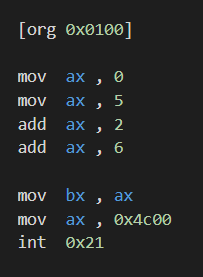 [org 0x0100]
mov ax , 0
mov ax , 5
add ax , 2
add ax , 6
mov bx , ax
mov ax , 0x4c00
int 0x21